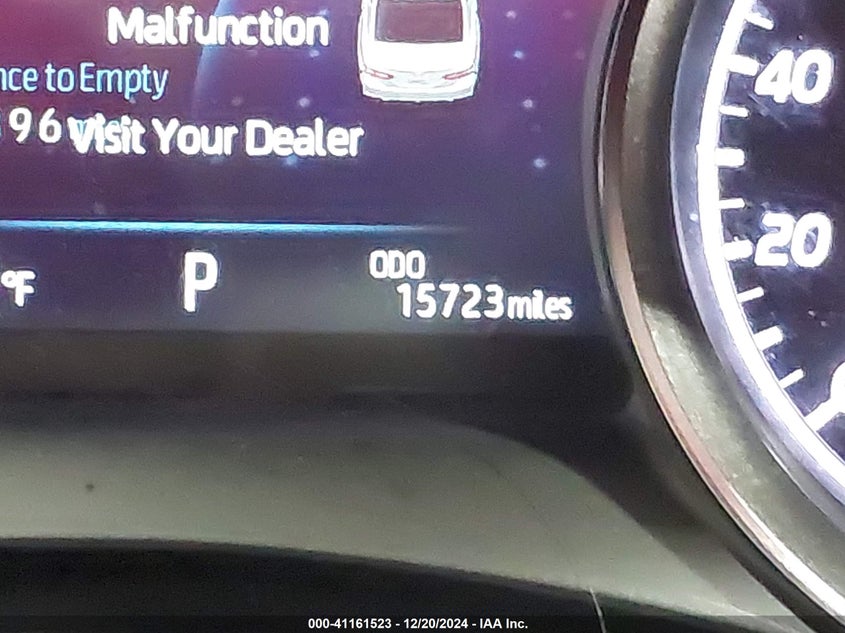 Malfunction
nce to Empty
96
Visit Your Dealer
40
20
°F
P
ODO
15723 miles
000-41161523 - 12/20/2024 - IAA Inc.